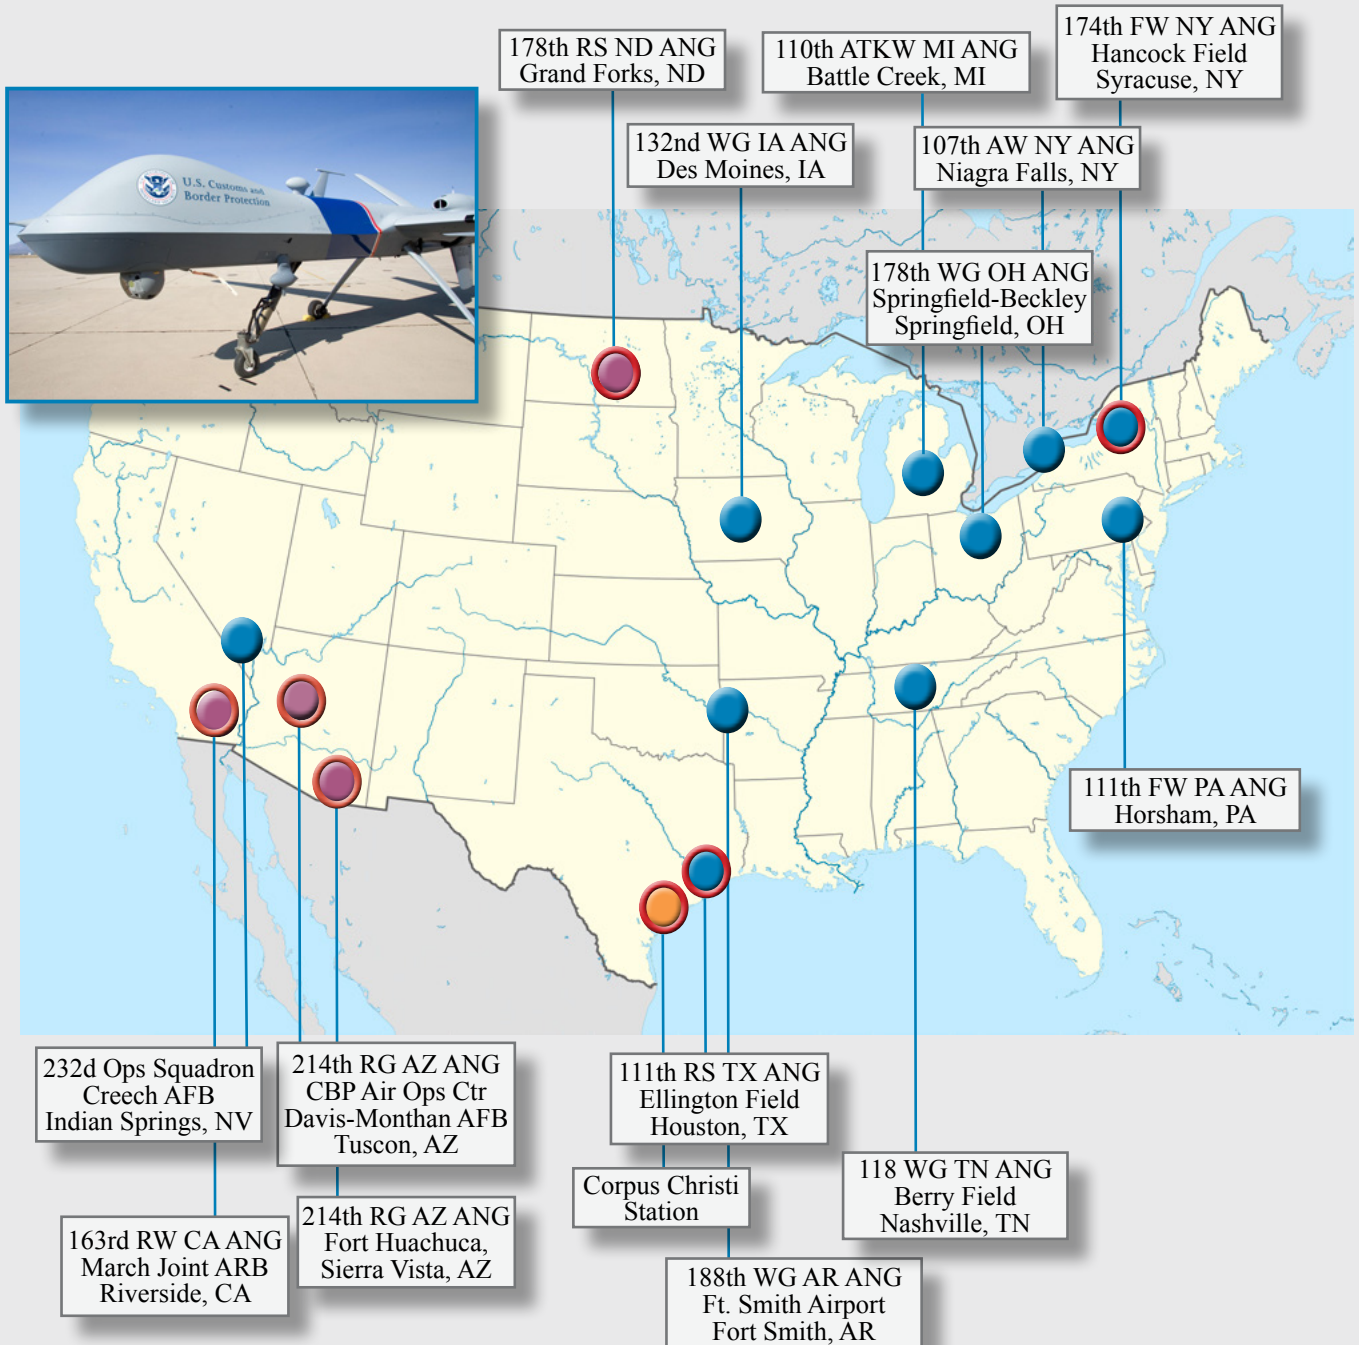 178th RS ND ANG
Grand Forks, ND
110th ATKW MI ANG
Battle Creek, MI
174th FW NY ANG
Hancock Field
Syracuse, NY
132nd WG IA ANG
Des Moines, IA
107th AW NY ANG
Niagra Falls, NY
U.S. Customs and
Border Protection
178th WG OH ANG
Springfield-Beckley
Springfield, OH
111th FW PA ANG
Horsham, PA
232d Ops Squadron
Creech AFB
Indian Springs, NV
214th RG AZ ANG
CBP Air Ops Ctr
Davis-Monthan AFB
Tuscon, AZ
111th RS TX ANG
Ellington Field
Houston, TX
118 WG TN ANG
Berry Field
Nashville, TN
Corpus Christi
Station
163rd RW CA ANG
March Joint ARB
Riverside, CA
214th RG AZ ANG
Fort Huachuca,
Sierra Vista, AZ
188th WG AR ANG
Ft. Smith Airport
Fort Smith, AR